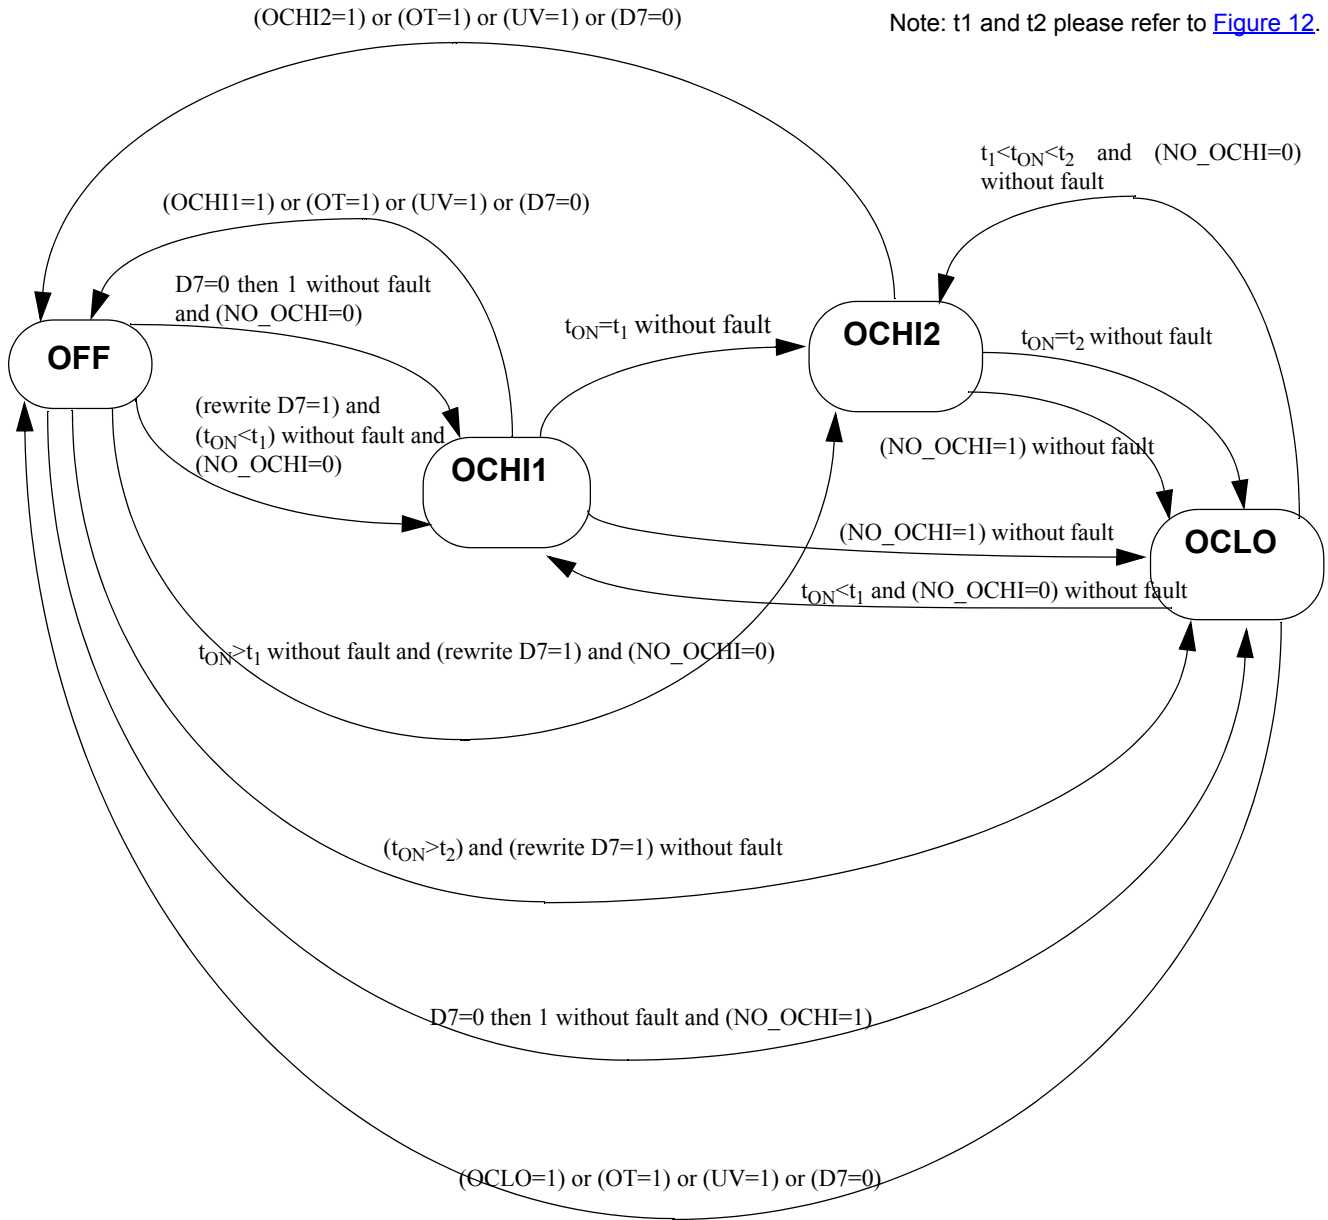 (OCHI2=1) or (OT=1) or (UV=1) or (D7=0)
Note: t1 and t2 please refer to Figure 12.
t1<tON<t2 and (NO_OCHI=0)
without fault
(OCHI1=1) or (OT=1) or (UV=1) or (D7=0)
D7=0 then 1 without fault
and (NO_OCHI=0)
tON=t1 without fault
OCHI2
tON=t2 without fault
OFF
(rewrite D7=1) and
(tON<t1) without fault and
(NO_OCHI=0)
(NO_OCHI=1) without fault
OCHI1
(NO_OCHI=1) without fault
OCLO
tON<t1 and (NO_OCHI=0) without fault
tON>t1 without fault and (rewrite D7=1) and (NO_OCHI=0)
(tON>t2) and (rewrite D7=1) without fault
D7=0 then 1 without fault and (NO_OCHI=1)
(OCLO=1) or (OT=1) or (UV=1) or (D7=0)